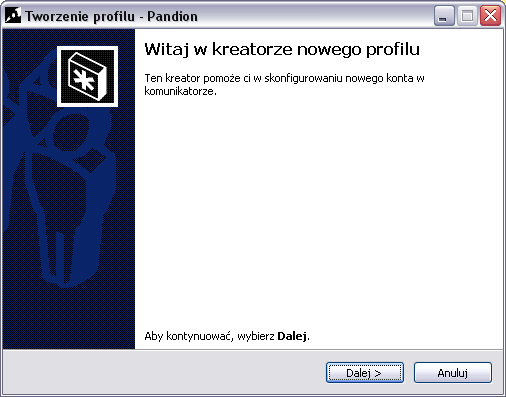 Tworzenie profilu - Pandion
Witaj w kreatorze nowego profilu
Ten kreator pomoże ci w skonfigurowaniu nowego konta w
komunikatorze.
Aby kontynuować, wybierz Dalej.
Dalej >
Anuluj